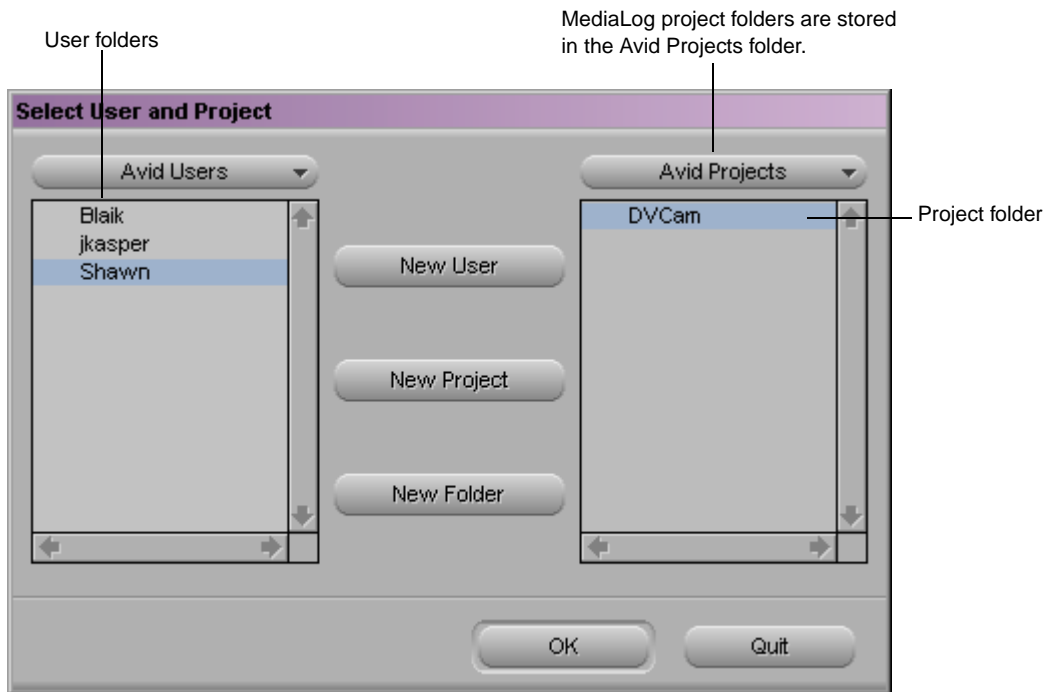 User folders
MediaLog project folders are stored
in the Avid Projects folder.
Select User and Project
Avid Users
Avid Projects
Blaik
jkasper
Shawn
DVCam
Project folder
New User
New Project
New Folder
OK
Quit